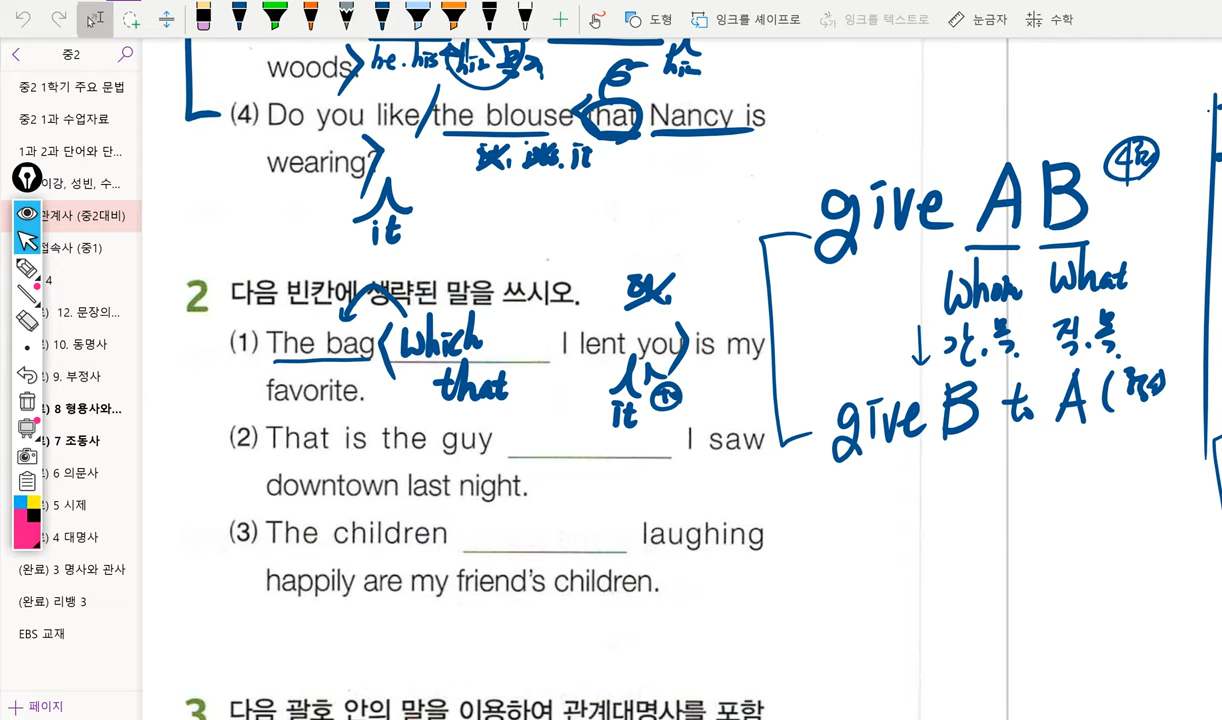 도형
잉크를 셰이프로
잉크를 텍스트로
눈금자
수학
중2
중2 1학기 주요 문법
중2 1과 수업자료
1과 2과 단어와 단...
이강, 성빈, 수...
관계사 (중2대비)
접속사 (중1)
4
) 12. 문장의...
) 10. 동명사
) 9. 부정사
) 8 형용사와...
) 7 조동사
) 6 의문사
) 5 시제
) 4 대명사
(완료) 3 명사와 관사
(완료) 리뱅 3
EBS 교재
페이지
woods.
he. his
(4) Do you like the blouse that Nancy is
wearing?
it
it
2 다음 빈칸에 생략된 말을 쓰시오.
(1) The bag which I lent you is my
that
favorite.
it
(2) That is the guy ________ I saw
downtown last night.
(3) The children ________ laughing
happily are my friend's children.
3 다음 괄호 안의 말을 이용하여 관계대명사를 포함
give A B
whom what
간.목. 직.목.
give B to A (